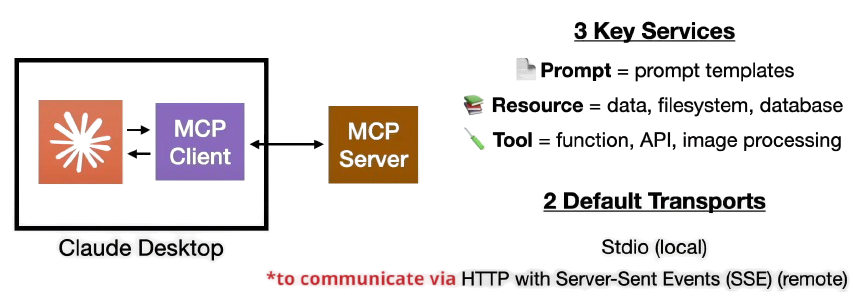 MCP
Client
MCP
Server
Claude Desktop
3 Key Services
Prompt = prompt templates
Resource = data, filesystem, database
Tool = function, API, image processing
2 Default Transports
Stdio (local)
*to communicate via HTTP with Server-Sent Events (SSE) (remote)